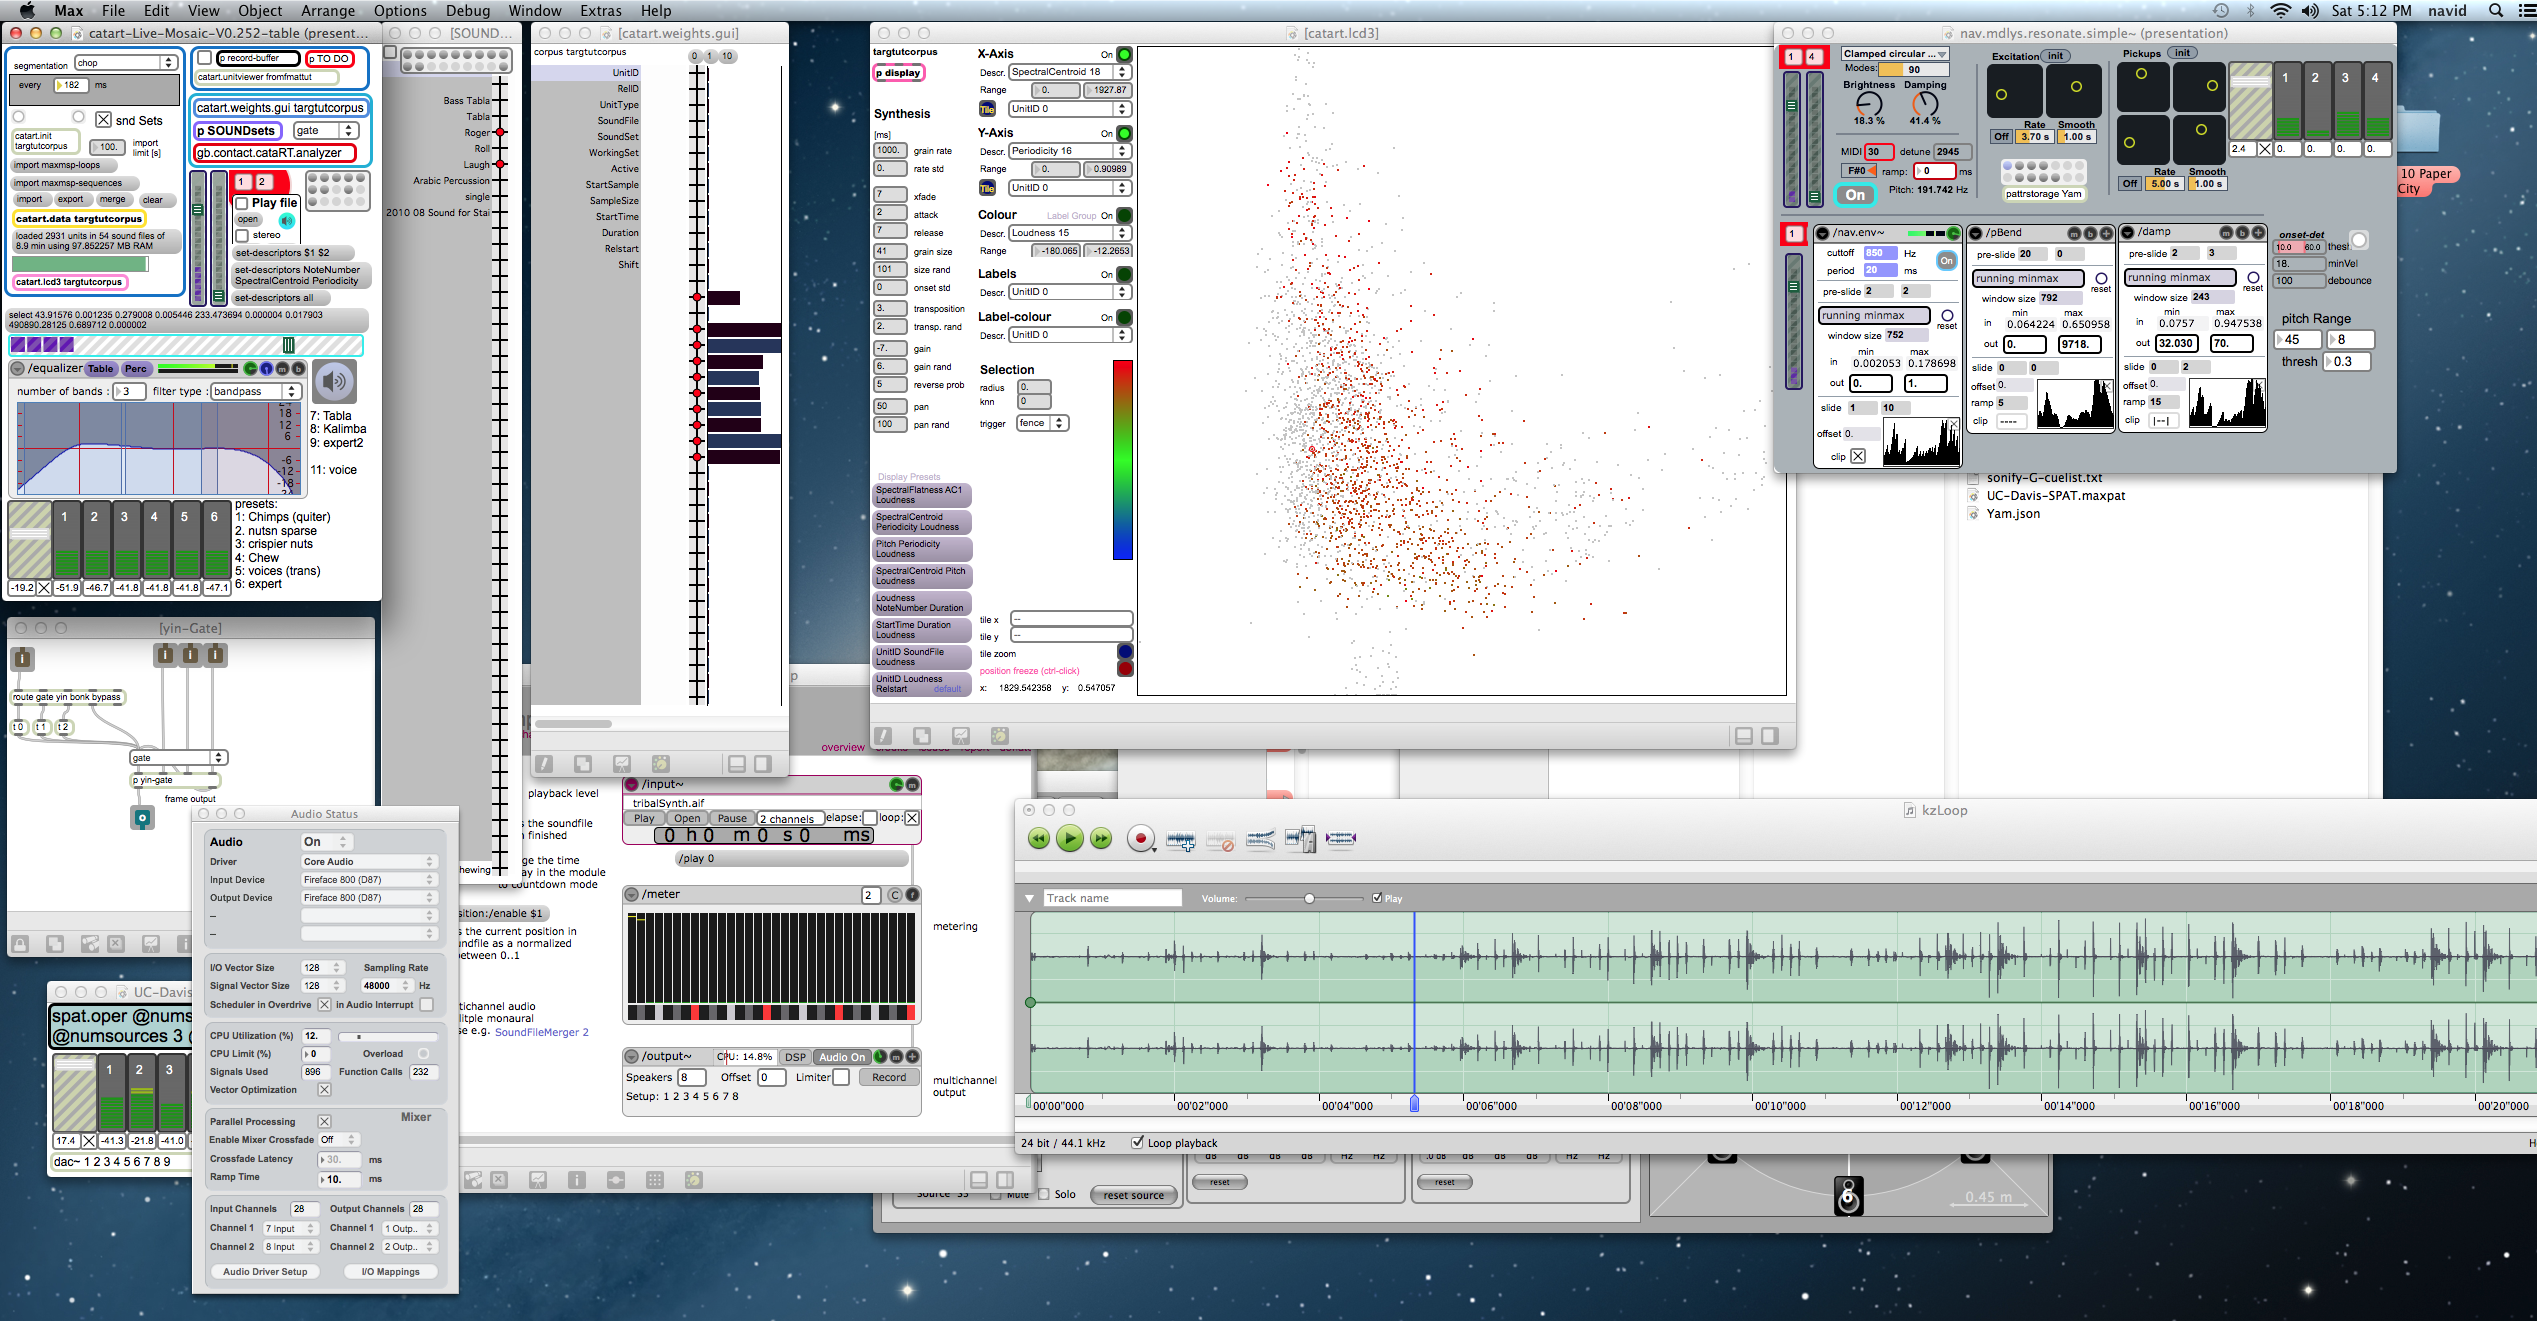 Max File Edit View Object Arrange Options Debug Window Extras Help
Sat 5:12 PM navid
catart-Live-Mosaic-V0.252-table (present...
segmentation chop
every 182 ms
snd Sets
catart.init
targtutcorpus
100. import
limit [s]
import maxmsp-loops
import maxmsp-sequences
import export merge clear
catart.data targtutcorpus
loaded 2931 units in 54 sound files of
8.9 min using 97.852257 MB RAM
catart.lcd3 targtutcorpus
p record-buffer p TO DO
catart.unitviewer fromfmattut
catart.weights.gui targtutcorpus
p SOUNDsets gate
gb.contact.cataRT.analyzer
1 2
Play file
open
stereo
set-descriptors $1 $2
set-descriptors NoteNumber
SpectralCentroid Periodicity
set-descriptors all
select 43.91576 0.001235 0.279008 0.005446 233.473694 0.000004 0.017903
490890.28125 0.689712 0.000002
/equalizer Table Perc
number of bands : 3 filter type : bandpass
7: Tabla
8: Kalimba
9: expert2
11: voice
1 2 3 4 5 6
-19.2 -51.9 -46.7 -41.8 -41.8 -41.8 -47.1
presets:
1: Chimps (quiter)
2. nutsn sparse
3: crispier nuts
4: Chew
5: voices (trans)
6: expert
[SOUND...
Bass Tabla
Tabla
Roger
Roll
Laugh
Arabic Percussion
single
2010 08 Sound for Stai
hewing
[catart.weights.gui]
corpus targtutcorpus 0 1 10
UnitID
RelID
UnitType
SoundFile
SoundSet
WorkingSet
Active
StartSample
SampleSize
StartTime
Duration
Relstart
Shift
[catart.lcd3]
targtutcorpus
p display
Synthesis
[ms]
1000. grain rate
0. rate std
7 xfade
2 attack
7 release
41 grain size
101 size rand
0 onset std
3. transposition
2. transp. rand
-7. gain
6. gain rand
5 reverse prob
50 pan
100 pan rand
Display Presets
SpectralFlatness AC1
Loudness
SpectralCentroid
Periodicity Loudness
Pitch Periodicity
Loudness
SpectralCentroid Pitch
Loudness
Loudness
NoteNumber Duration
StartTime Duration
Loudness
UnitID SoundFile
Loudness
UnitID Loudness
Relstart default
X-Axis On
Descr. SpectralCentroid 18
Range 0. 1927.87
Tile UnitID 0
Y-Axis On
Descr. Periodicity 16
Range 0. 0.90989
Tile UnitID 0
Colour Label Group On
Descr. Loudness 15
Range -180.065 -12.2653
Labels On
Descr. UnitID 0
Label-colour On
Descr. UnitID 0
Selection
radius 0.
knn 0
trigger fence
tile x --
tile y --
tile zoom
position freeze (ctrl-click)
x: 1829.542358 y: 0.547057
nav.mdlys.resonate.simple~ (presentation)
1 4
Clamped circular ...
Modes: 90
Brightness Damping
18.3 % 41.4 %
MIDI 30 detune 2945
F#0 ramp: 0 ms
On Pitch: 191.742 Hz
Excitation init
Rate Smooth
Off 3.70 s 1.00 s
pattrstorage Yam
Pickups init
Rate Smooth
Off 5.00 s 1.00 s
1 2 3 4
2.4 0. 0. 0. 0.
1
/nav.env~
cuttoff 850 Hz
period 20 ms
On
pre-slide 2 2
running minmax
window size 752 reset
min max
in 0.002053 0.178698
out 0. 1.
slide 1 10
offset 0.
clip
/pBend m b +
pre-slide 20 0
running minmax
window size 792 reset
min max
in 0.064224 0.650958
out 0. 9718.
slide 0 0
offset 0.
ramp 5
clip ----
/damp m b +
pre-slide 2 3
running minmax
window size 243 reset
min max
in 0.0757 0.947538
out 32.030 70.
slide 0 2
offset 0.
ramp 15
clip |--|
onset-det
10.0 60.0 thesh
18. minVel
100 debounce
pitch Range
45 8
thresh 0.3
10 Paper
City
sonify-G-cuelist.txt
UC-Davis-SPAT.maxpat
Yam.json
[yin-Gate]
route gate yin bonk bypass
t 0 t 1 t 2
gate
p yin-gate
frame output
Audio Status
Audio On
Driver Core Audio
Input Device Fireface 800 (D87)
Output Device Fireface 800 (D87)
--
--
I/O Vector Size 128 Sampling Rate
Signal Vector Size 128 48000 Hz
Scheduler in Overdrive in Audio Interrupt
CPU Utilization (%) 12.
CPU Limit (%) 0 Overload
Signals Used 896 Function Calls 232
Vector Optimization
Parallel Processing Mixer
Enable Mixer Crossfade Off
Crossfade Latency 30. ms
Ramp Time 10. ms
Input Channels 28 Output Channels 28
Channel 1 7 Input Channel 1 1 Outp..
Channel 2 8 Input Channel 2 2 Outp..
Audio Driver Setup I/O Mappings
UC-Davis
spat.oper @nums
@numsources 3 (
1 2 3
17.4 -41.3 -21.8 -41.0
dac~ 1 2 3 4 5 6 7 8 9
overview
playback level
s the soundfile
finished
ge the time
ay in the module
to countdown mode
sition:/enable $1
s the current position in
undfile as a normalized
etween 0..1
tichannel audio
litple monaural
se e.g. SoundFileMerger 2
/input~
tribalSynth.aif
Play Open Pause 2 channels elapse: loop:
0 h 0 m 0 s 0 ms
/play 0
/meter 2 C f
metering
/output~ CPU: 14.8% DSP Audio On m +
Speakers 8 Offset 0 Limiter Record
Setup: 1 2 3 4 5 6 7 8
multichannel
output
kzLoop
Track name Volume: Play
00'00"000 00'02"000 00'04"000 00'06"000 00'08"000 00'10"000 00'12"000 00'14"000 00'16"000 00'18"000 00'20"000
24 bit / 44.1 kHz Loop playback
dB dB dB Hz Hz .0 dB dB dB Hz Hz
Mute Solo reset source reset reset
6 0.45 m